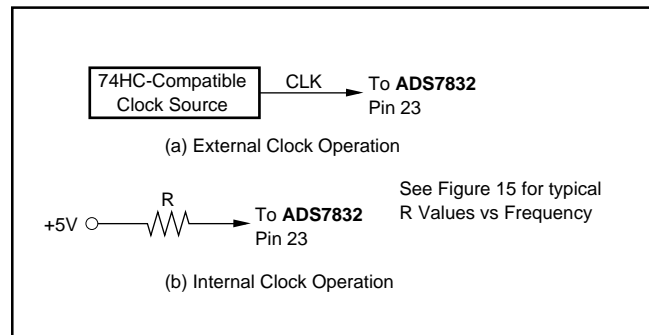 74HC-Compatible
Clock Source
CLK
To ADS7832
Pin 23
(a) External Clock Operation
+5V
R
To ADS7832
Pin 23
See Figure 15 for typical
R Values vs Frequency
(b) Internal Clock Operation